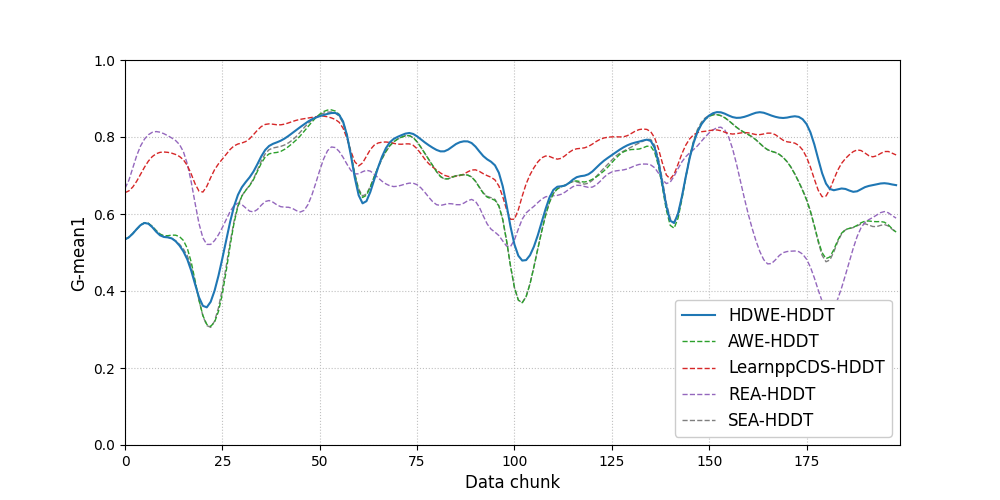 1.0
0.8
0.6
0.4
0.2
0.0
G-mean1
0 25 50 75 100 125 150 175
Data chunk
HDWE-HDDT
AWE-HDDT
LearnppCDS-HDDT
REA-HDDT
SEA-HDDT